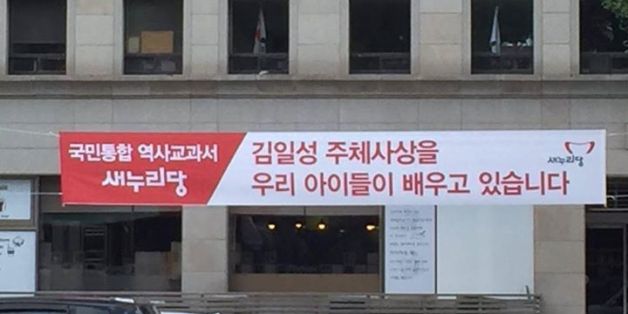 국민통합 역사교과서
새누리당
김일성 주체사상을
우리 아이들이 배우고 있습니다
새누리당